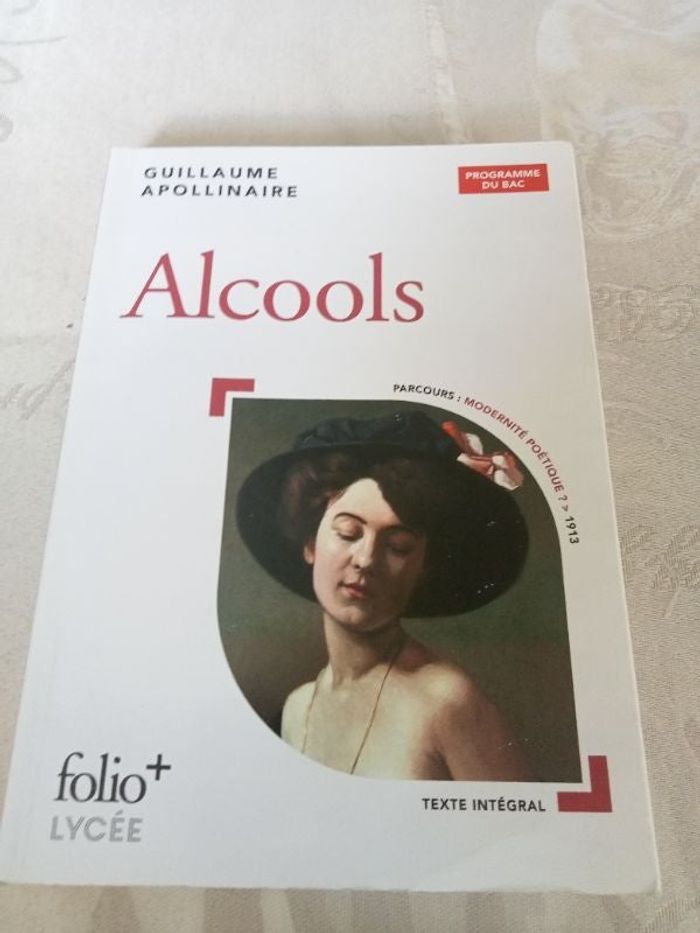 GUILLAUME
APOLLINAIRE
PROGRAMME
DU BAC
Alcools
PARCOURS : MODERNITÉ POÉTIQUE ? > 1913
folio+
LYCÉE
TEXTE INTÉGRAL